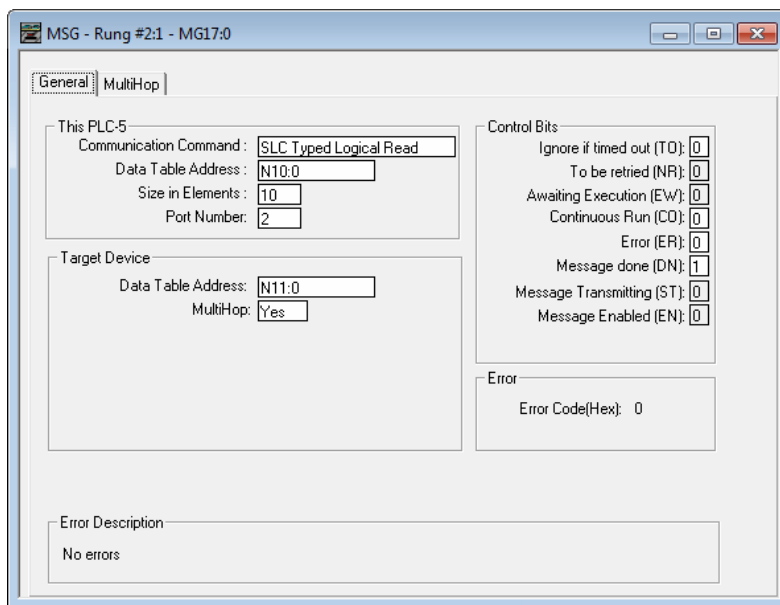 MSG - Rung #2:1 - MG17:0
General MultiHop
This PLC-5
Communication Command : SLC Typed Logical Read
Data Table Address : N10:0
Size in Elements : 10
Port Number: 2
Target Device
Data Table Address: N11:0
MultiHop: Yes
Control Bits
Ignore if timed out (TO): 0
To be retried (NR): 0
Awaiting Execution (EW): 0
Continuous Run (CO): 0
Error (ER): 0
Message done (DN): 1
Message Transmitting (ST): 0
Message Enabled (EN): 0
Error
Error Code(Hex): 0
Error Description
No errors